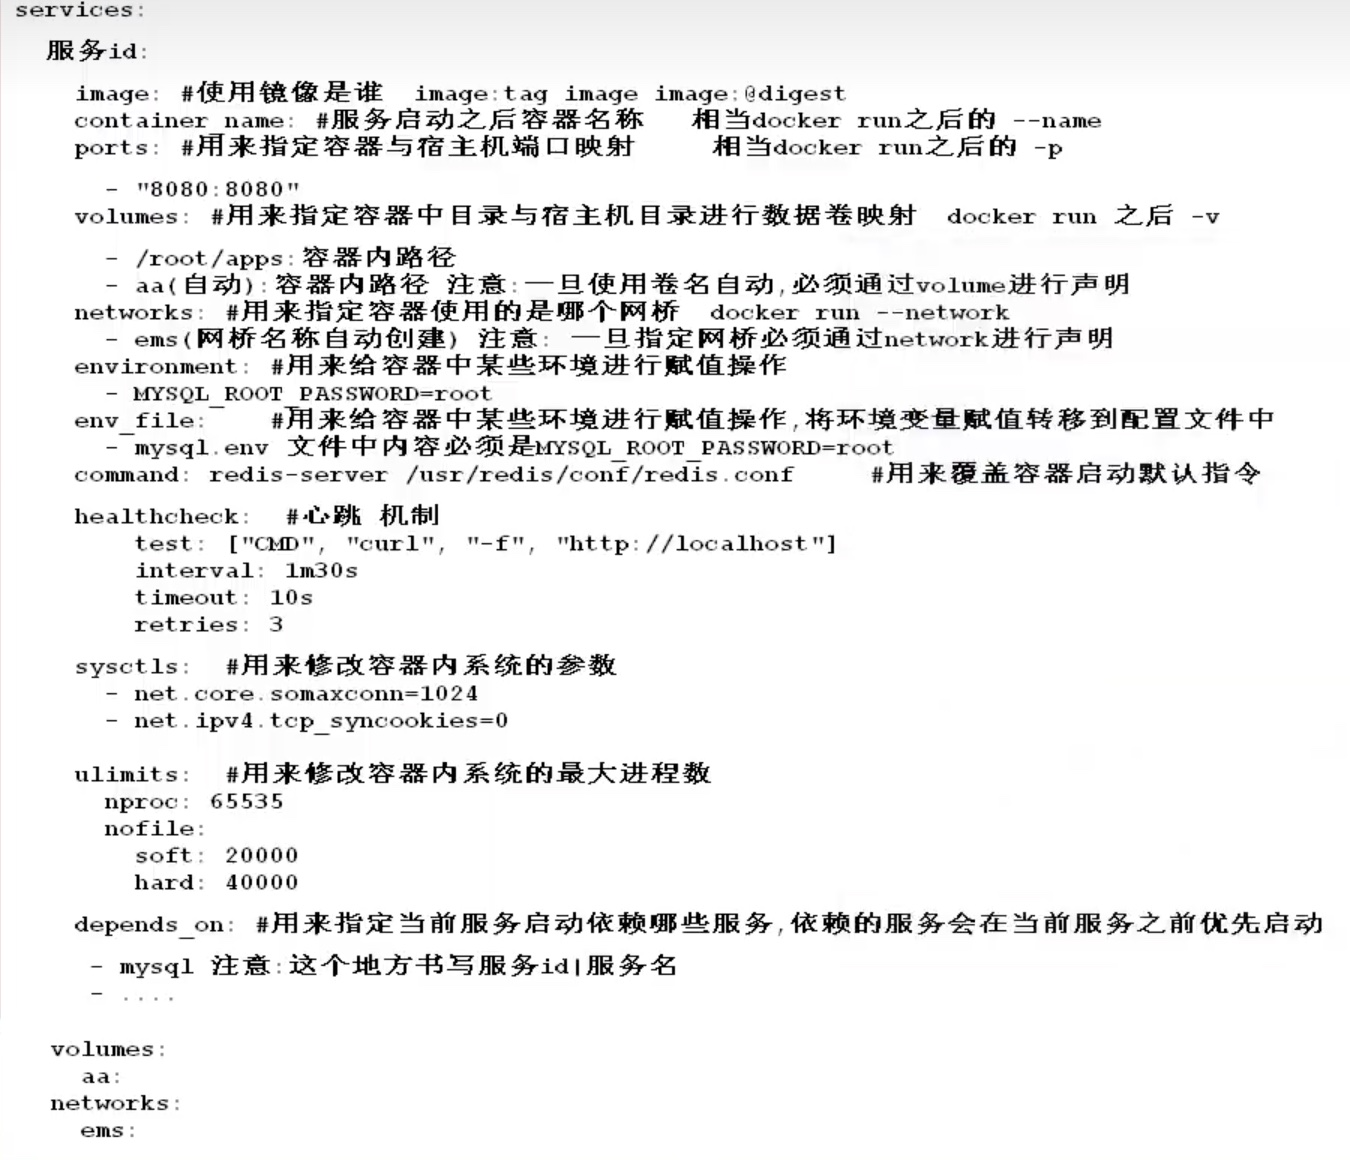 services:
服务id:
image: #使用镜像是谁 image:tag image image:@digest
container_name: #服务启动之后容器名称 相当docker run之后的 --name
ports: #用来指定容器与宿主机端口映射 相当docker run之后的 -p
- "8080:8080"
volumes: #用来指定容器中目录与宿主机目录进行数据卷映射 docker run 之后 -v
- /root/apps:容器内路径
- aa(自动):容器内路径 注意:一旦使用卷名自动,必须通过volume进行声明
networks: #用来指定容器使用的是哪个网桥 docker run --network
- ems(网桥名称自动创建) 注意: 一旦指定网桥必须通过network进行声明
environment: #用来给容器中某些环境进行赋值操作
- MYSQL_ROOT_PASSWORD=root
env_file: #用来给容器中某些环境进行赋值操作,将环境变量赋值转移到配置文件中
- mysql.env 文件中内容必须是MYSQL_ROOT_PASSWORD=root
command: redis-server /usr/redis/conf/redis.conf #用来覆盖容器启动默认指令
healthcheck: #心跳 机制
test: ["CMD", "curl", "-f", "http://localhost"]
interval: 1m30s
timeout: 10s
retries: 3
sysctls: #用来修改容器内系统的参数
- net.core.somaxconn=1024
- net.ipv4.tcp_syncookies=0
ulimits: #用来修改容器内系统的最大进程数
nproc: 65535
nofile:
soft: 20000
hard: 40000
depends_on: #用来指定当前服务启动依赖哪些服务,依赖的服务会在当前服务之前优先启动
- mysql 注意:这个地方书写服务id|服务名
- ....
volumes:
aa:
networks:
ems: